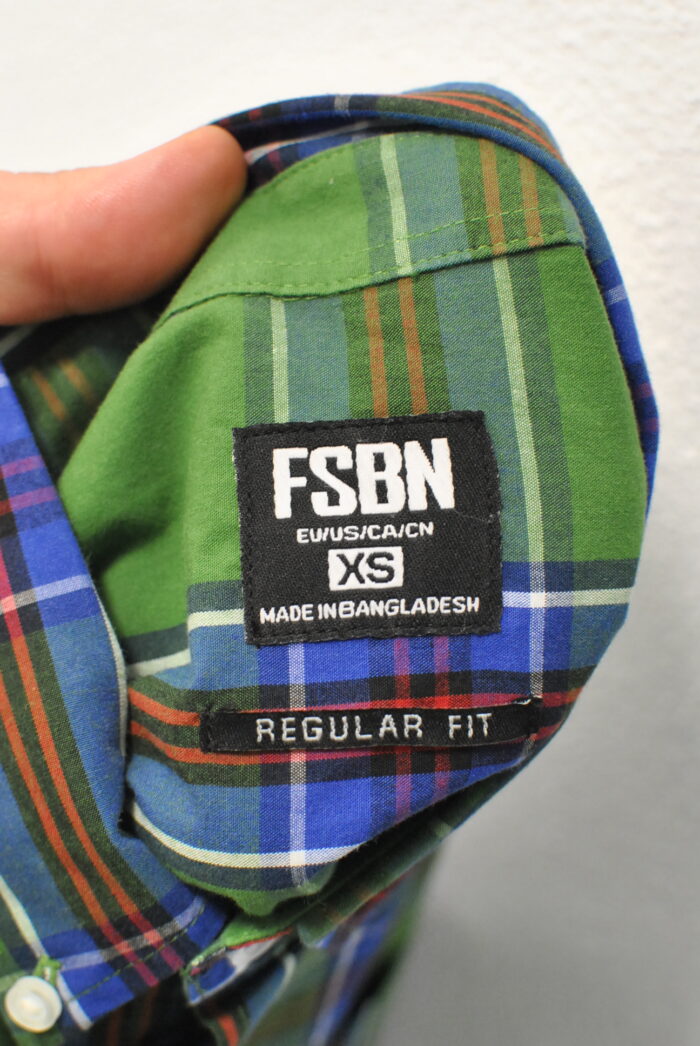 FSBN
EU/US/CA/CN
XS
MADE IN BANGLADESH
REGULAR FIT